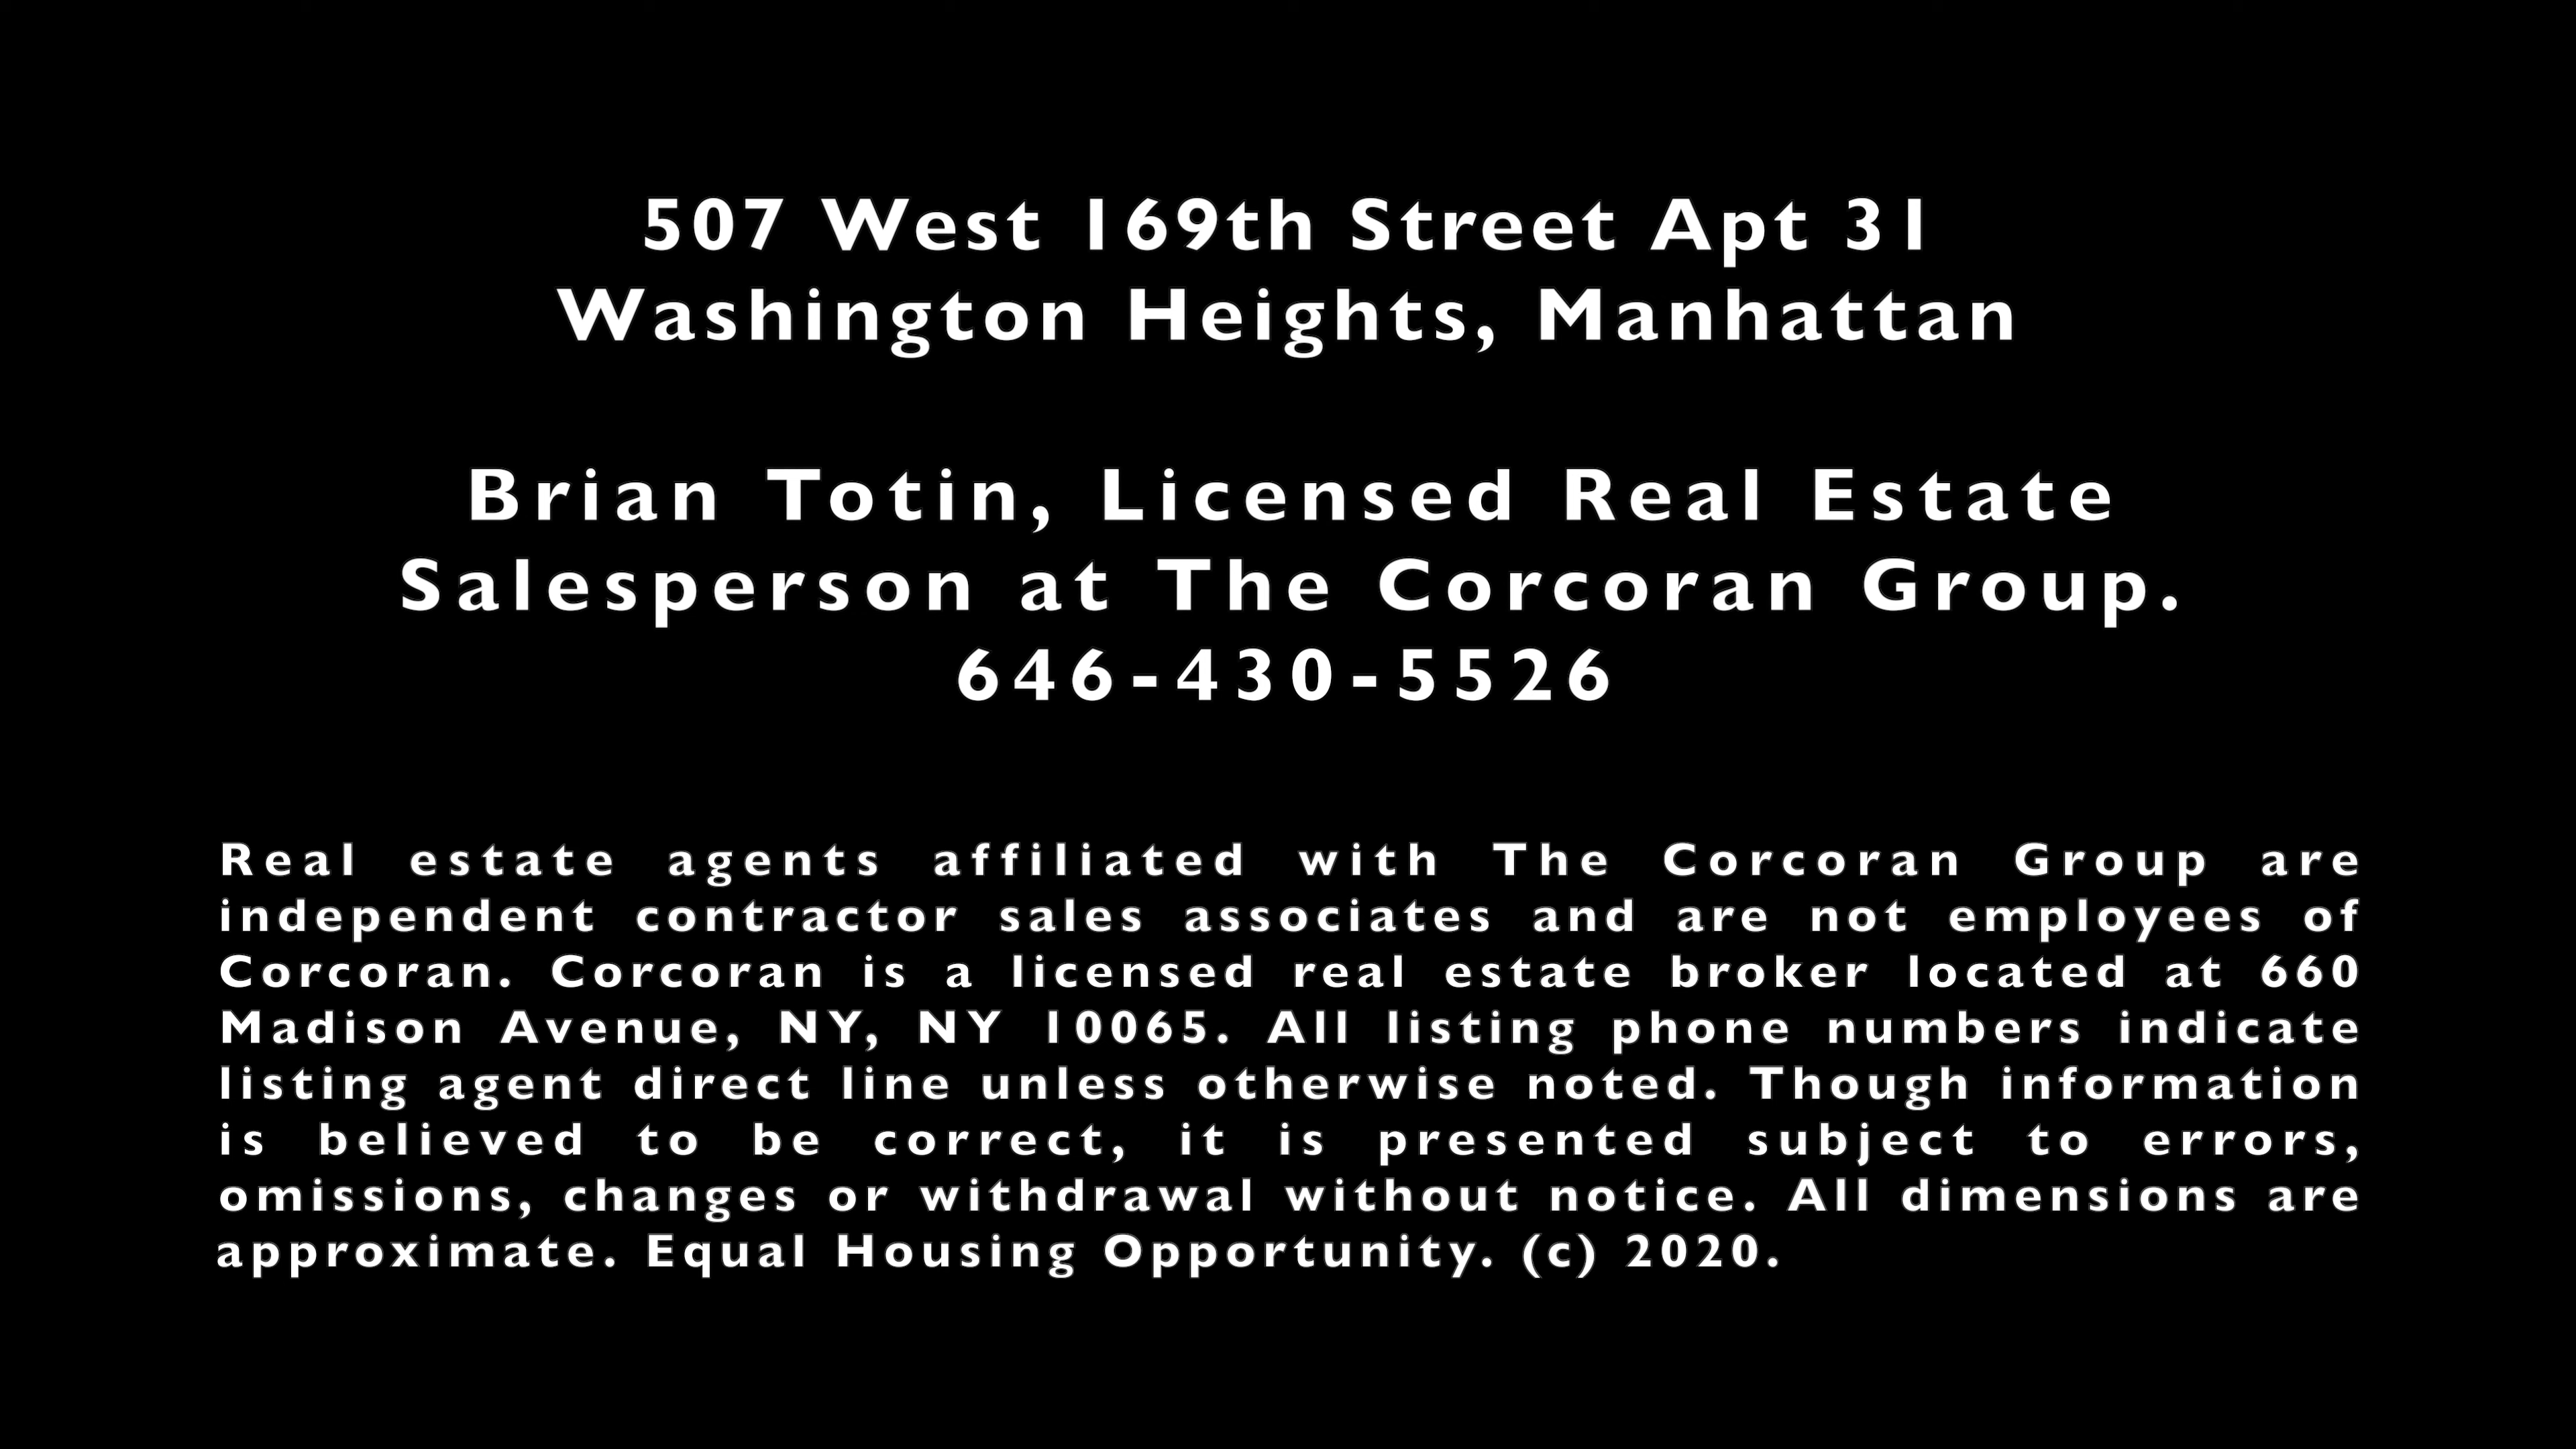 507 West 169th Street Apt 31
Washington Heights, Manhattan
Brian Totin, Licensed Real Estate
Salesperson at The Corcoran Group.
646-430-5526
Real estate agents affiliated with The Corcoran Group are
independent contractor sales associates and are not employees of
Corcoran. Corcoran is a licensed real estate broker located at 660
Madison Avenue, NY, NY 10065. All listing phone numbers indicate
listing agent direct line unless otherwise noted. Though information
is believed to be correct, it is presented subject to errors,
omissions, changes or withdrawal without notice. All dimensions are
approximate. Equal Housing Opportunity. (c) 2020.